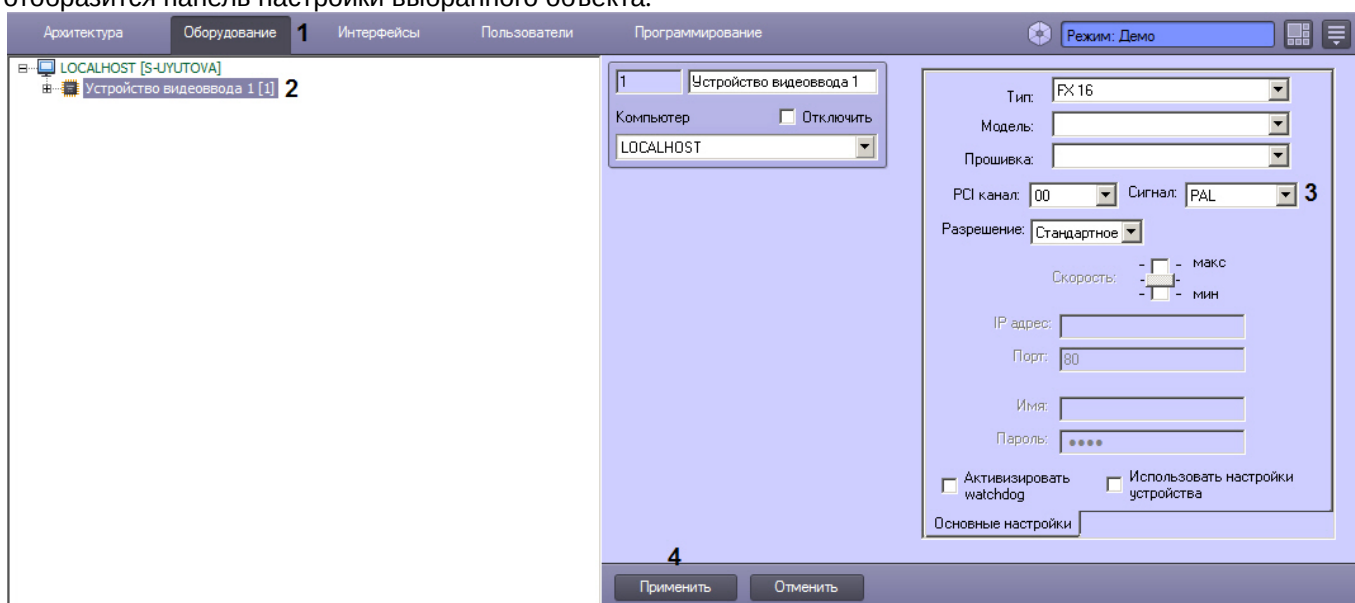 отобразится панель настройки выбранного объекта.
Архитектура Оборудование 1 Интерфейсы Пользователи Программирование Режим: Демо
LOCALHOST [S-UYUTOVA]
Устройство видеоввода 1 [1] 2
1 Устройство видеоввода 1
Компьютер Отключить
LOCALHOST
Тип: FX 16
Модель:
Прошивка:
PCI канал: 00 Сигнал: PAL 3
Разрешение: Стандартное
Скорость: макс
мин
IP адрес:
Порт: 80
Имя:
Пароль: ••••
Активизировать watchdog
Использовать настройки устройства
Основные настройки
4
Применить Отменить